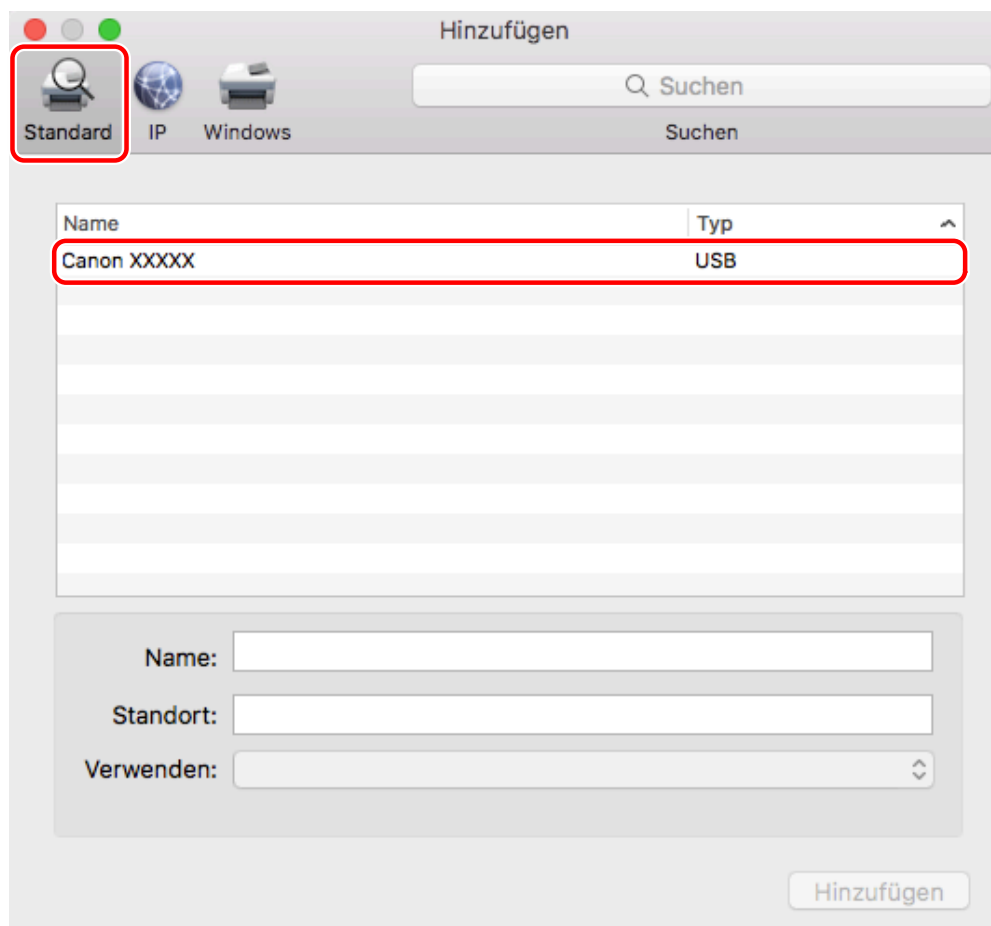 Hinzufügen
Standard IP Windows Suchen
Suchen
Name Typ
Canon XXXXX USB
Name:
Standort:
Verwenden:
Hinzufügen